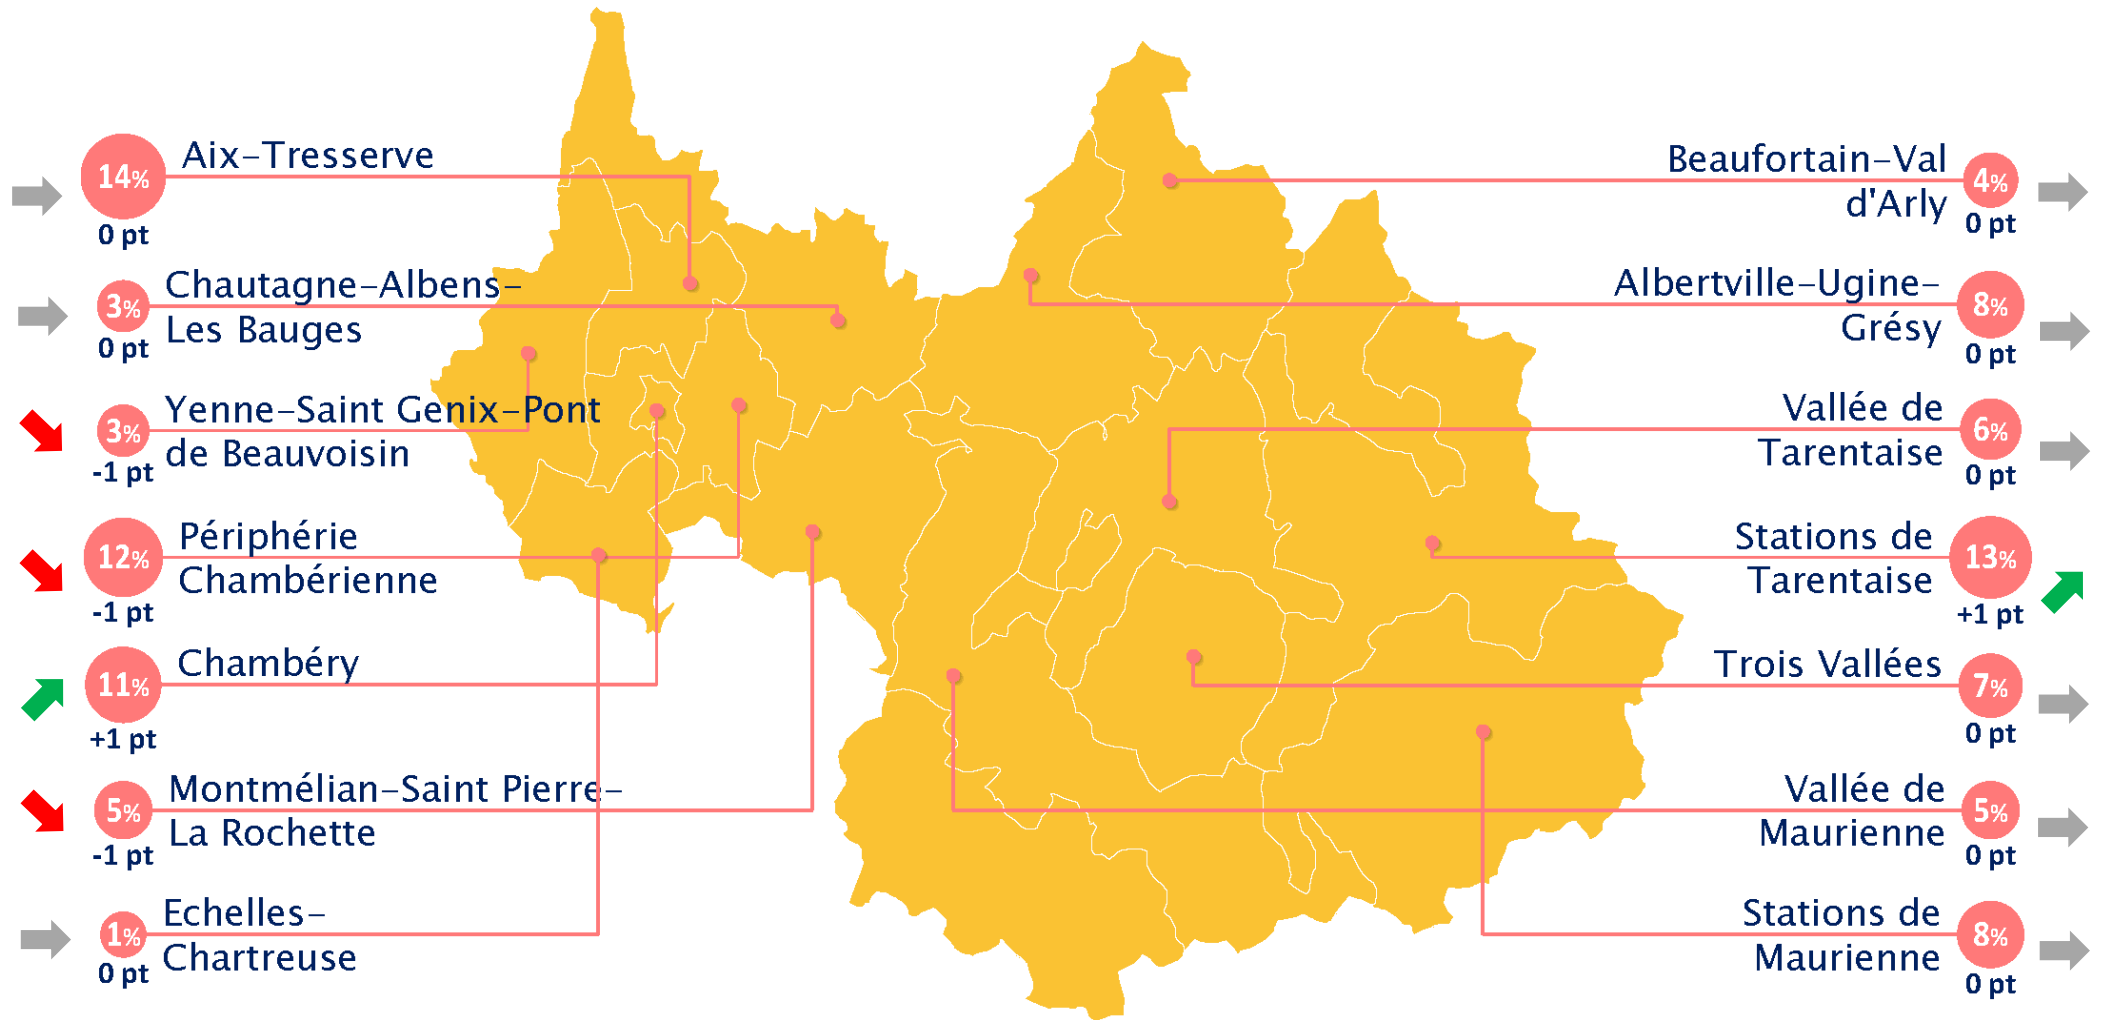 14%
Aix-Tresserve
0 pt
3%
Chautagne-Albens-
Les Bauges
0 pt
3%
Yenne-Saint Genix-Pont
de Beauvoisin
-1 pt
12%
Périphérie
Chambérienne
-1 pt
11%
Chambéry
+1 pt
5%
Montmélian-Saint Pierre-
La Rochette
-1 pt
1%
Echelles-
Chartreuse
0 pt
Beaufortain-Val
d'Arly
4%
0 pt
Albertville-Ugine-
Grésy
8%
0 pt
Vallée de
Tarentaise
6%
0 pt
Stations de
Tarentaise
13%
+1 pt
Trois Vallées
7%
0 pt
Vallée de
Maurienne
5%
0 pt
Stations de
Maurienne
8%
0 pt